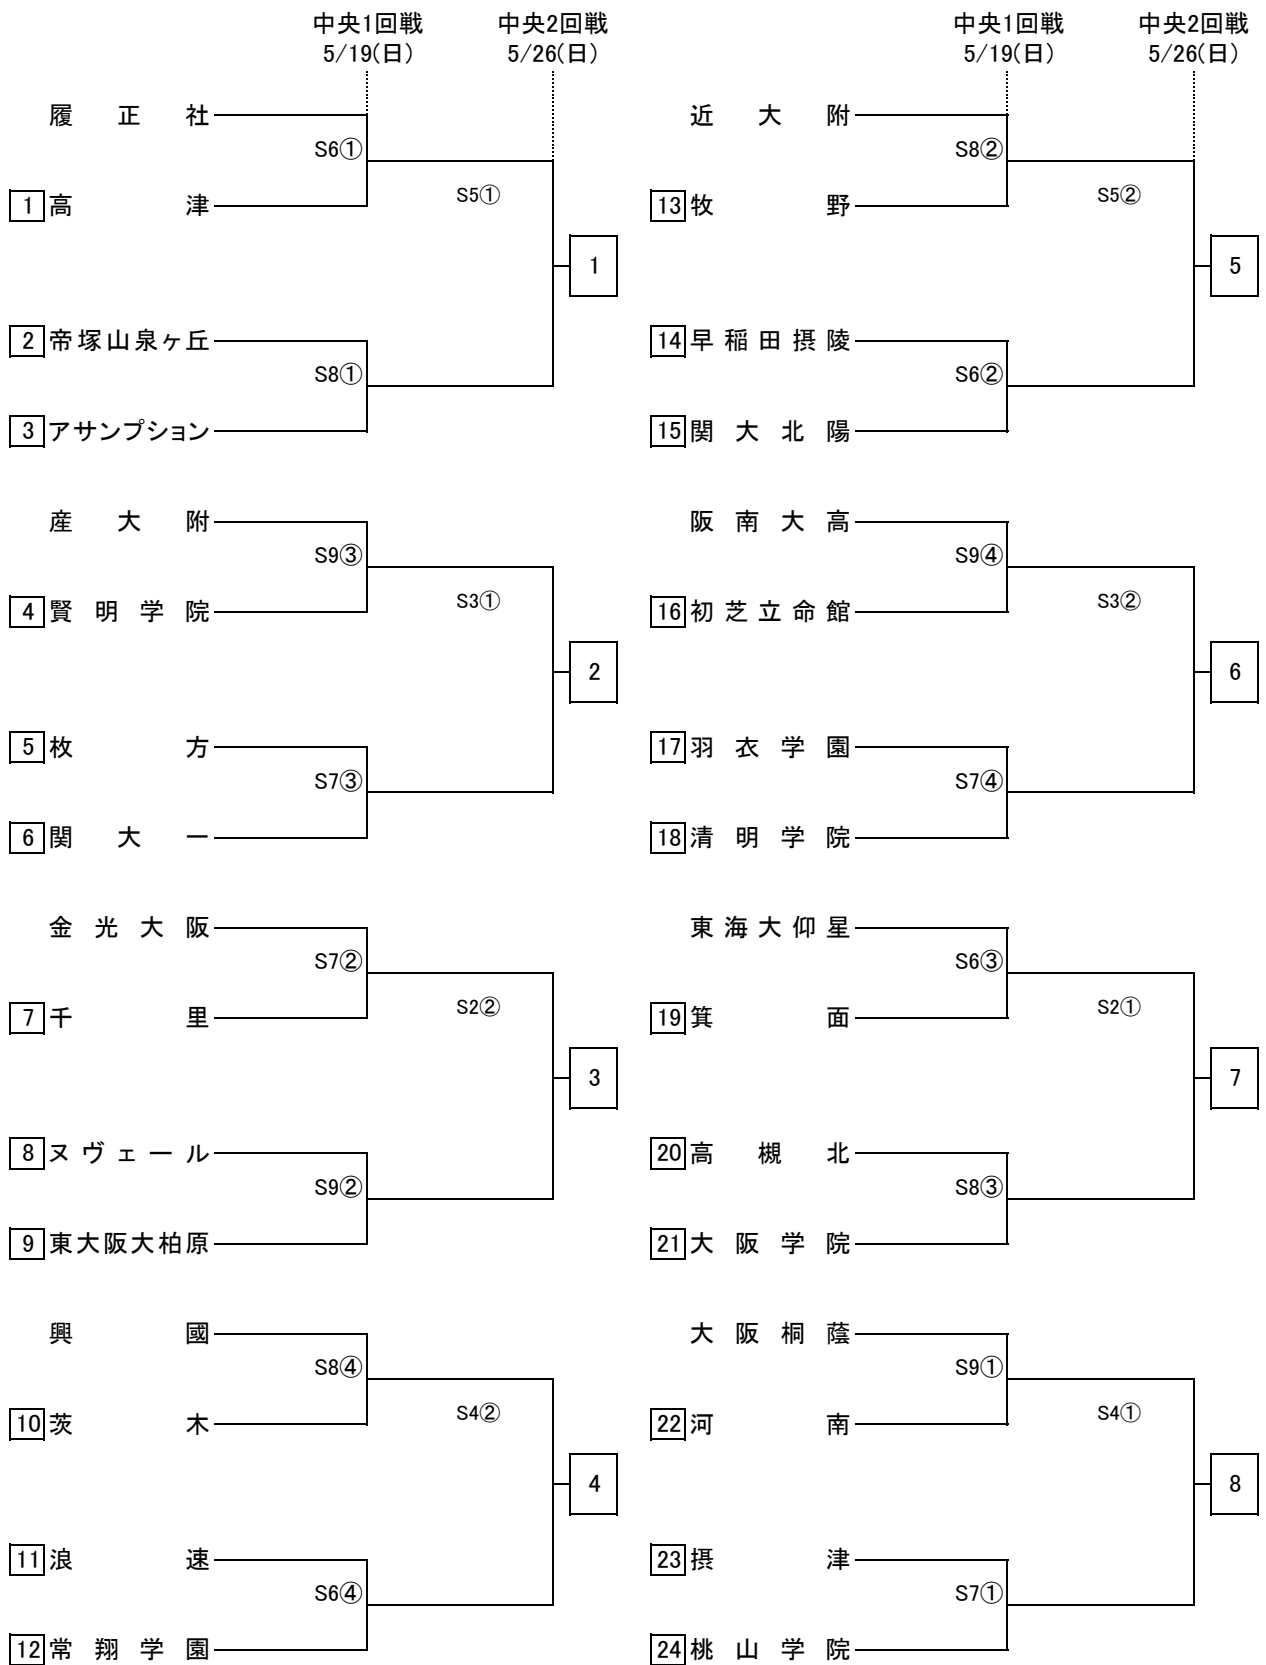 中央1回戦 中央2回戦
5/19(日) 5/26(日)
履正社
S6①
1 高津
S5①
1
2 帝塚山泉ヶ丘
S8①
3 アサンプション
産大附
S9③
4 賢明学院
S3①
2
5 枚方
S7③
6 関大一
金光大阪
S7②
7 千里
S2②
3
8 ヌヴェール
S9②
9 東大阪大柏原
興國
S8④
10 茨木
S4②
4
11 浪速
S6④
12 常翔学園
中央1回戦 中央2回戦
5/19(日) 5/26(日)
近大附
S8②
13 牧野
S5②
5
14 早稲田摂陵
S6②
15 関大北陽
阪南大高
S9④
16 初芝立命館
S3②
6
17 羽衣学園
S7④
18 清明学院
東海大仰星
S6③
19 箕面
S2①
7
20 高槻北
S8③
21 大阪学院
大阪桐蔭
S9①
22 河南
S4①
8
23 摂津
S7①
24 桃山学院